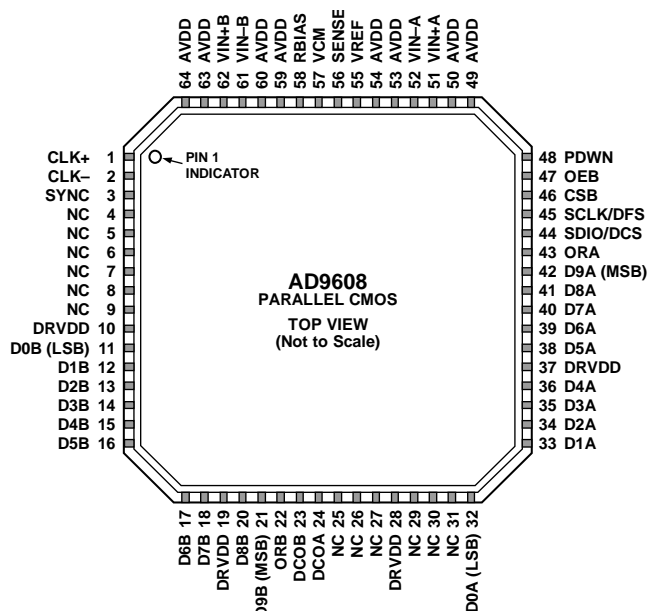 64 AVDD
63 AVDD
62 VIN+B
61 VIN–B
60 AVDD
59 AVDD
58 RBIAS
57 VCM
56 SENSE
55 VREF
54 AVDD
53 AVDD
52 VIN–A
51 VIN+A
50 AVDD
49 AVDD
CLK+ 1
CLK– 2
SYNC 3
NC 4
NC 5
NC 6
NC 7
NC 8
NC 9
DRVDD 10
D0B (LSB) 11
D1B 12
D2B 13
D3B 14
D4B 15
D5B 16
PIN 1
INDICATOR
AD9608
PARALLEL CMOS
TOP VIEW
(Not to Scale)
48 PDWN
47 OEB
46 CSB
45 SCLK/DFS
44 SDIO/DCS
43 ORA
42 D9A (MSB)
41 D8A
40 D7A
39 D6A
38 D5A
37 DRVDD
36 D4A
35 D3A
34 D2A
33 D1A
D6B 17
D7B 18
DRVDD 19
D8B 20
D9B (MSB) 21
ORB 22
DCOB 23
DCOA 24
NC 25
NC 26
NC 27
DRVDD 28
NC 29
NC 30
NC 31
D0A (LSB) 32